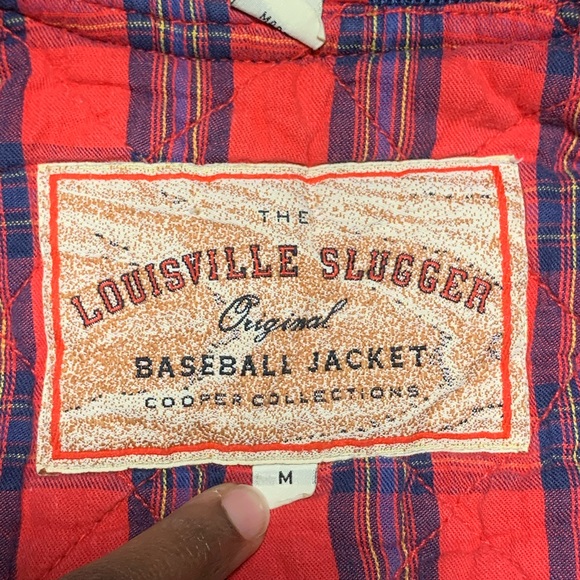 THE
LOUISVILLE SLUGGER
Original
BASEBALL JACKET
COOPER COLLECTIONS
M